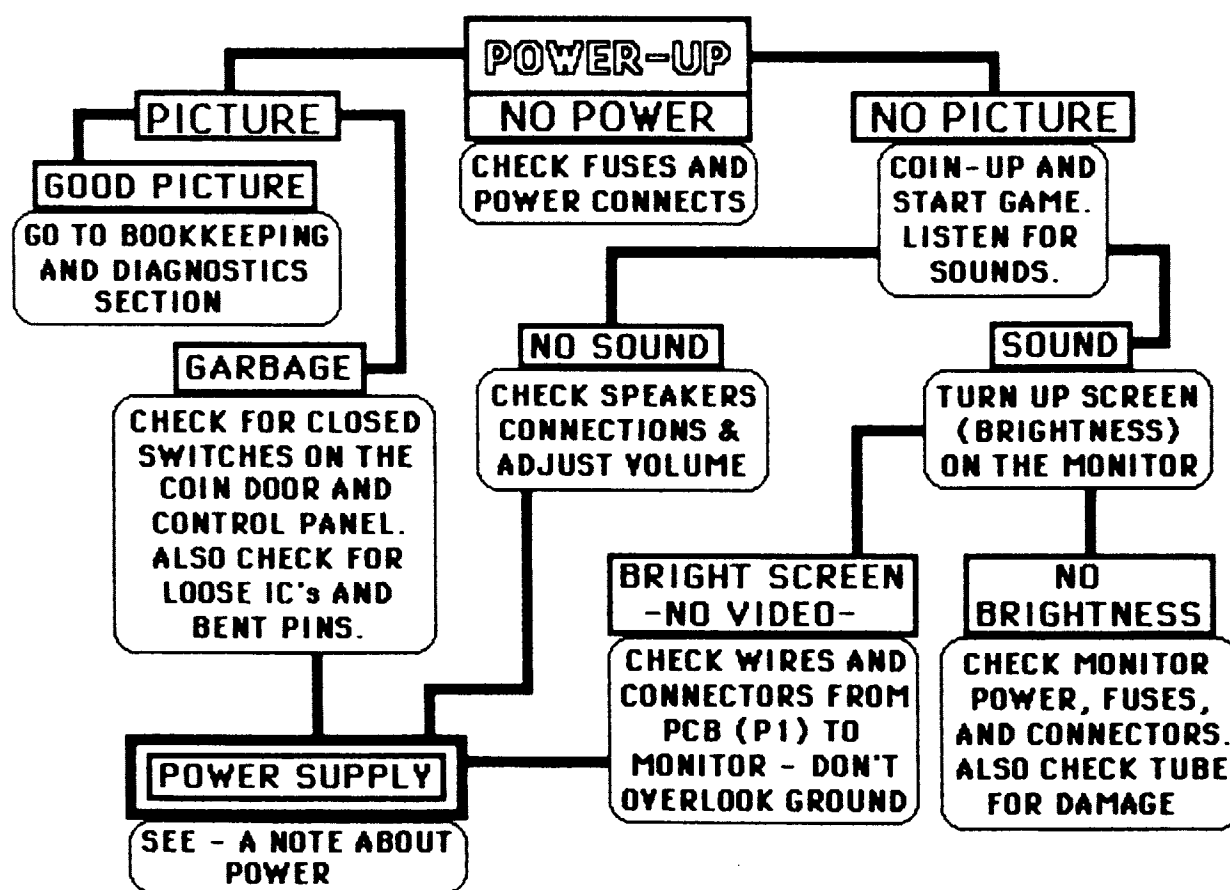 POWER-UP
NO POWER
CHECK FUSES AND
POWER CONNECTS
PICTURE
GOOD PICTURE
GO TO BOOKKEEPING
AND DIAGNOSTICS
SECTION
GARBAGE
CHECK FOR CLOSED
SWITCHES ON THE
COIN DOOR AND
CONTROL PANEL.
ALSO CHECK FOR
LOOSE IC's AND
BENT PINS.
NO PICTURE
COIN-UP AND
START GAME.
LISTEN FOR
SOUNDS.
NO SOUND
CHECK SPEAKERS
CONNECTIONS &
ADJUST VOLUME
SOUND
TURN UP SCREEN
(BRIGHTNESS)
ON THE MONITOR
BRIGHT SCREEN
-NO VIDEO-
CHECK WIRES AND
CONNECTORS FROM
PCB (P1) TO
MONITOR - DON'T
OVERLOOK GROUND
NO
BRIGHTNESS
CHECK MONITOR
POWER, FUSES,
AND CONNECTORS.
ALSO CHECK TUBE
FOR DAMAGE
POWER SUPPLY
SEE - A NOTE ABOUT
POWER